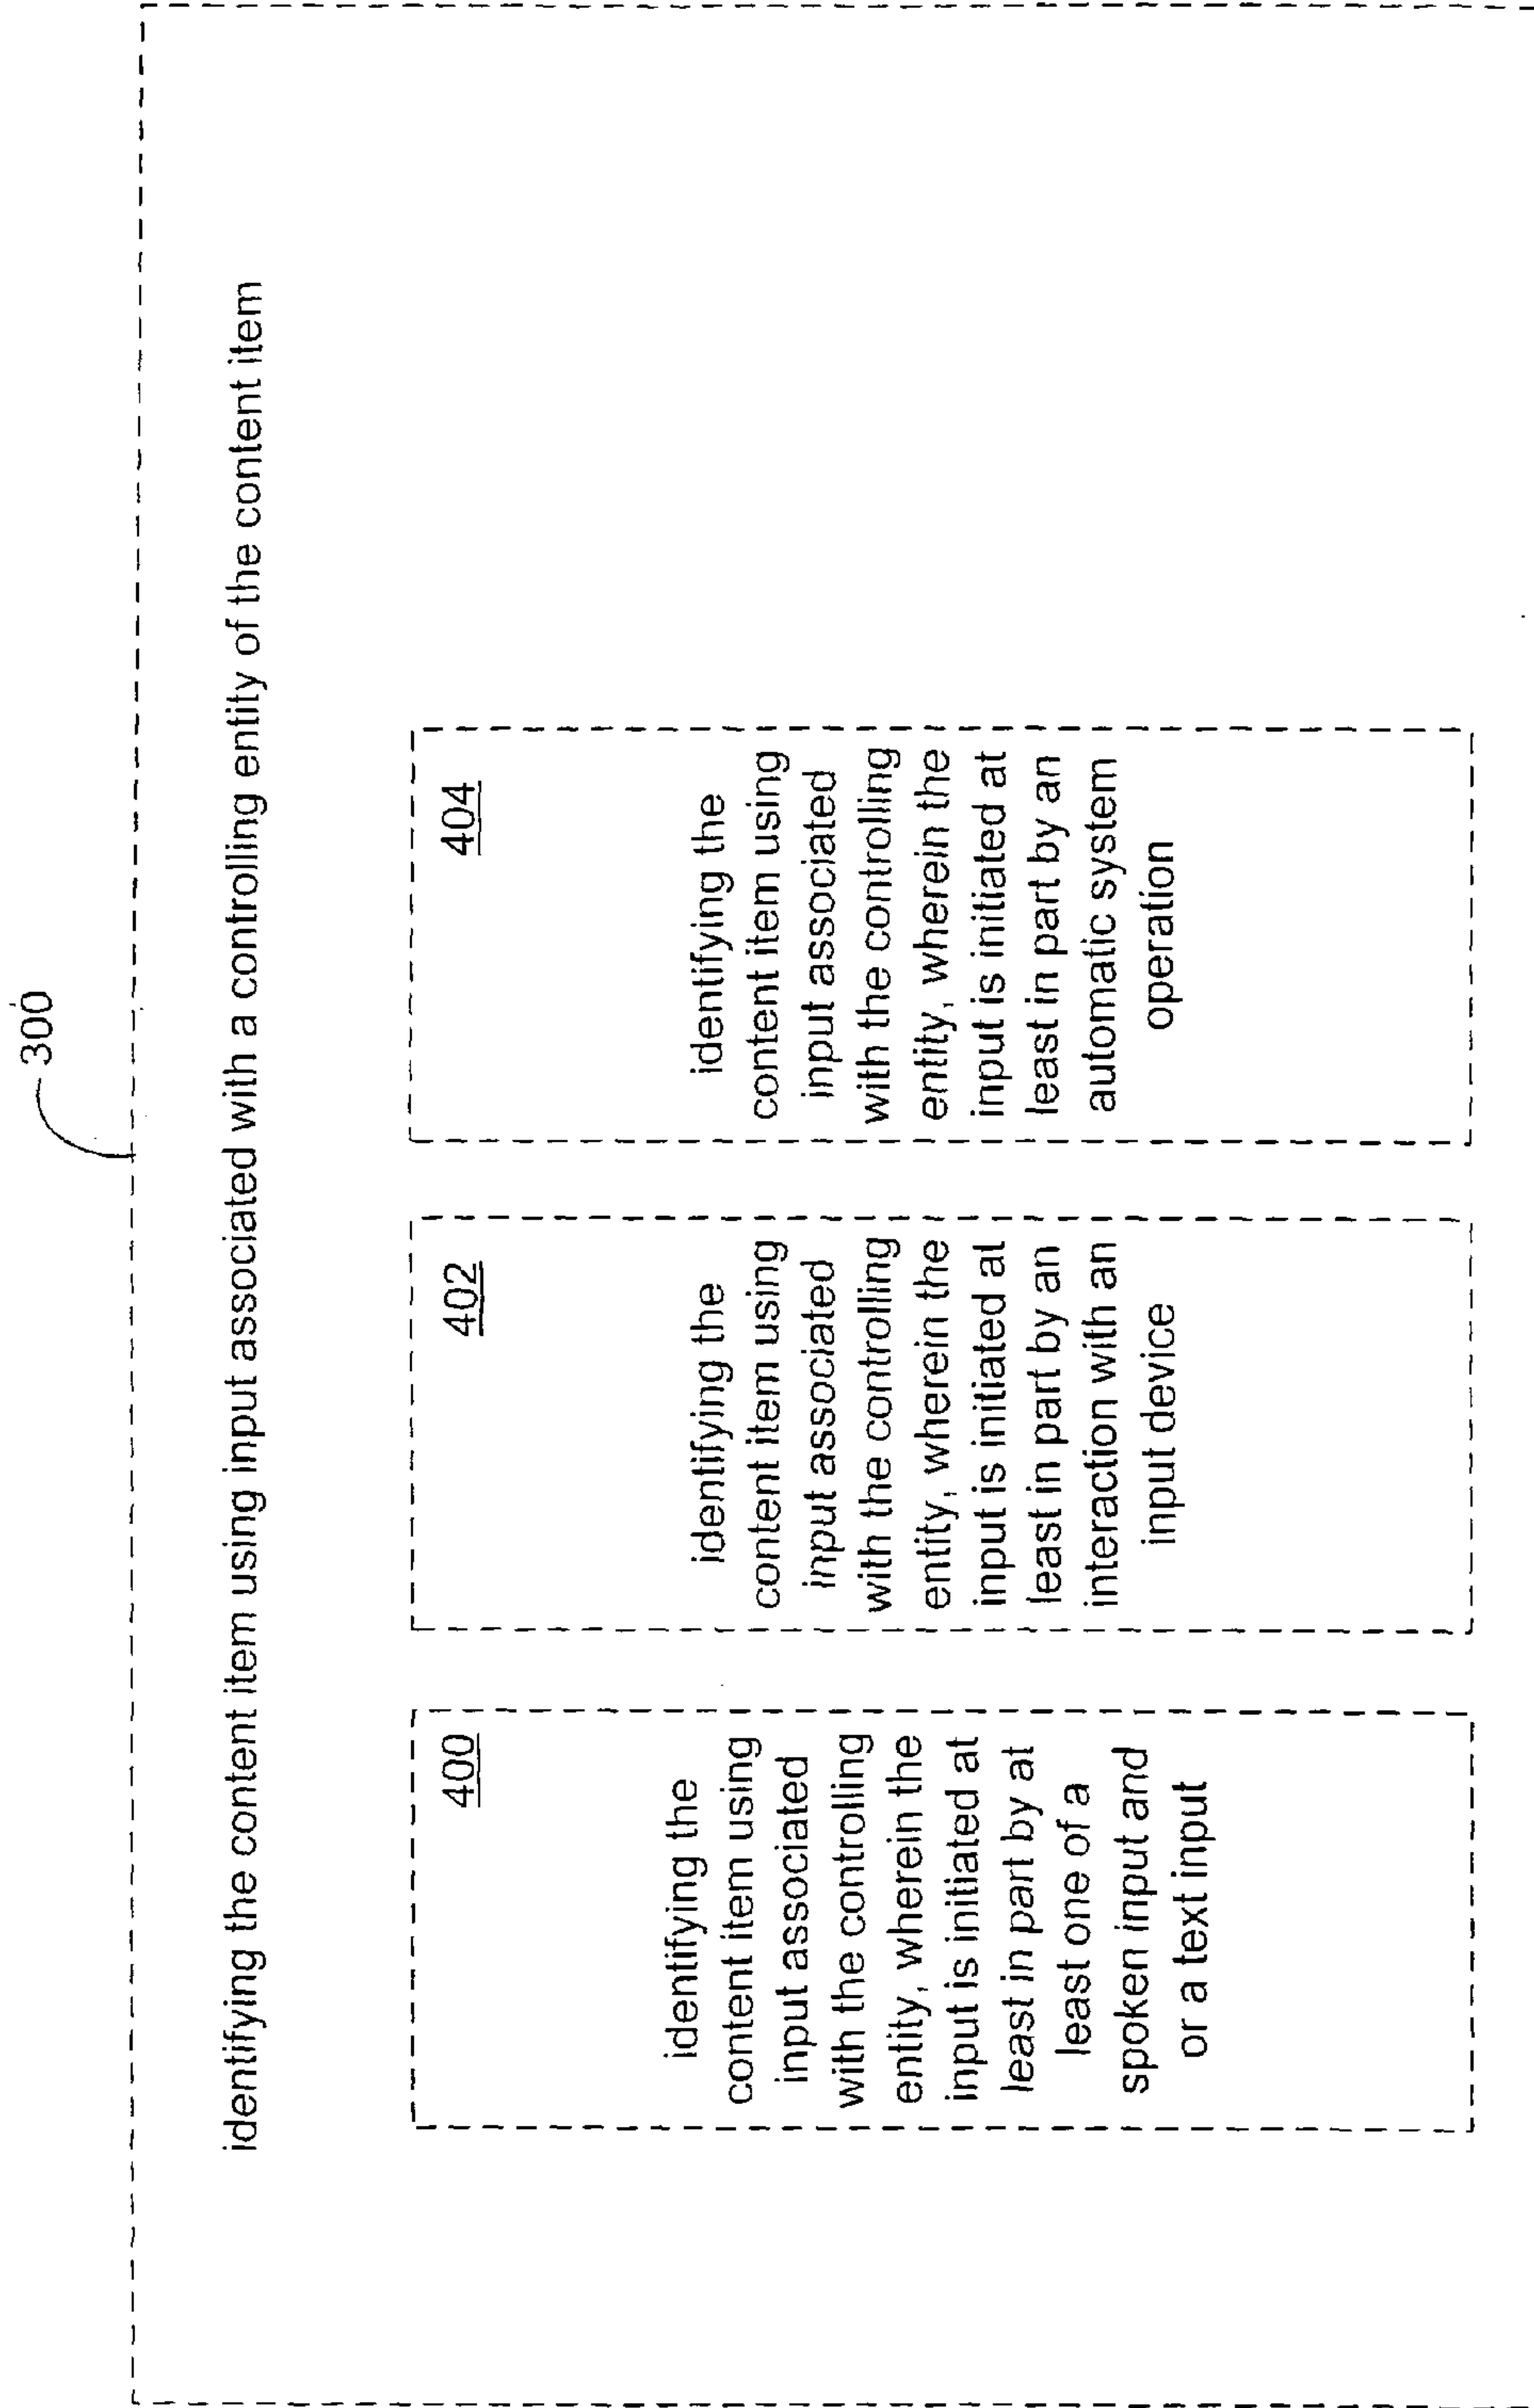 300
identifying the content item using input associated with a controlling entity of the content item
400
identifying the
content item using
input associated
with the controlling
entity, wherein the
input is initiated at
least in part by at
least one of a
spoken input and
or a text input
402
identifying the
content item using
input associated
with the controlling
entity, wherein the
input is initiated at
least in part by an
interaction with an
input device
404
identifying the
content item using
input associated
with the controlling
entity, wherein the
input is initiated at
least in part by an
automatic system
operation